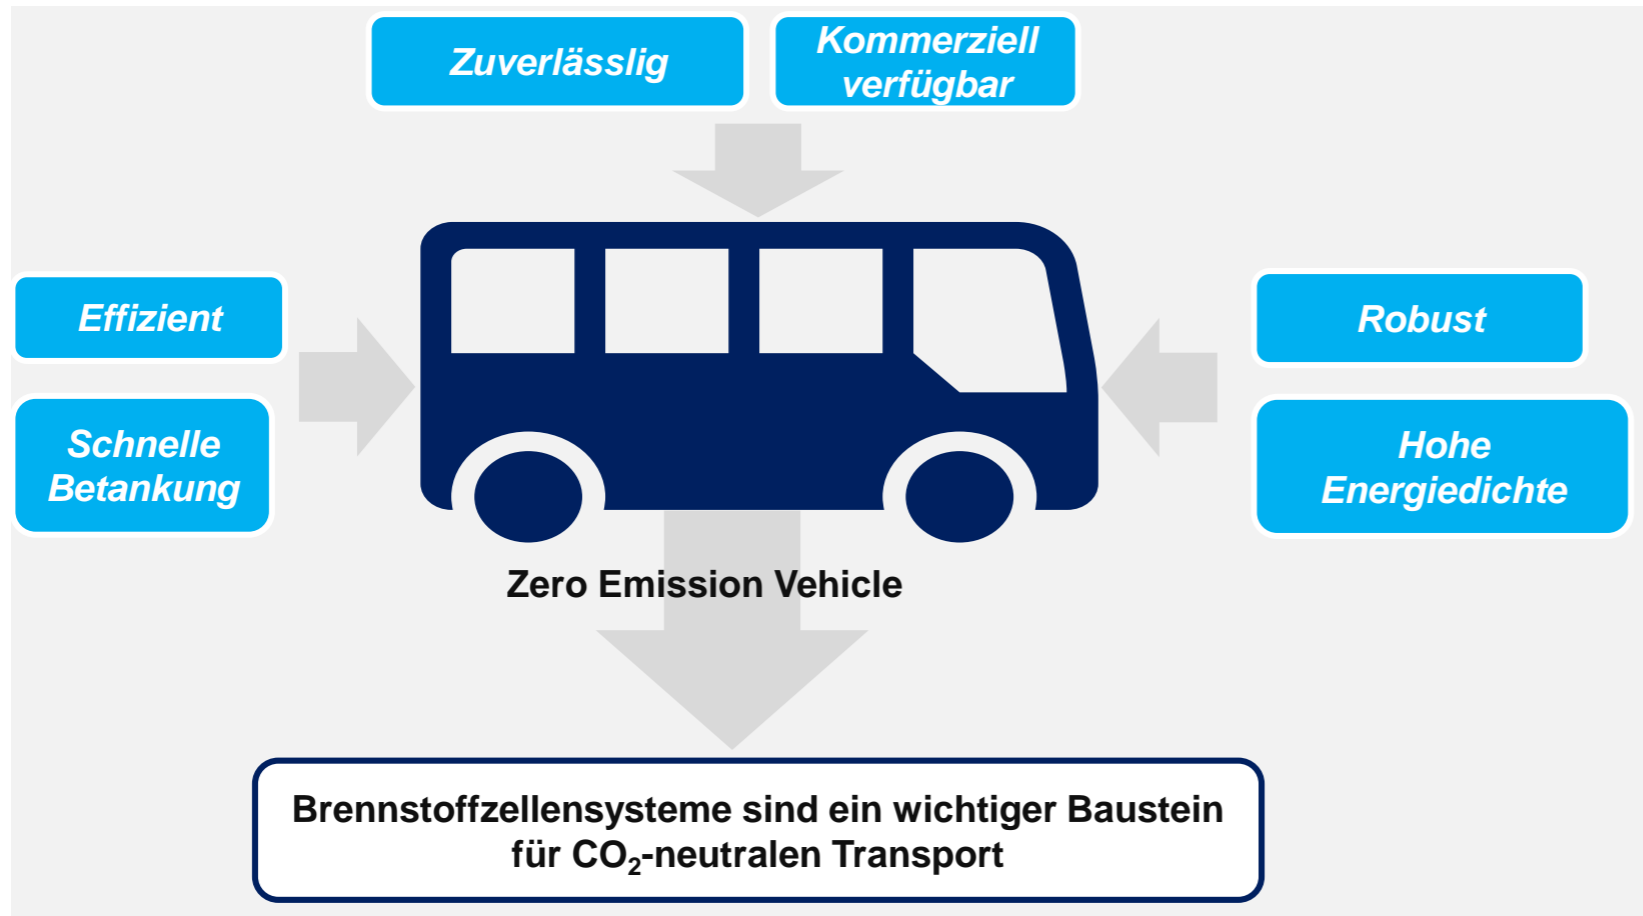 Zuverlässlig
Kommerziell
verfügbar
Effizient
Schnelle
Betankung
Robust
Hohe
Energiedichte
Zero Emission Vehicle
Brennstoffzellensysteme sind ein wichtiger Baustein
für CO₂-neutralen Transport